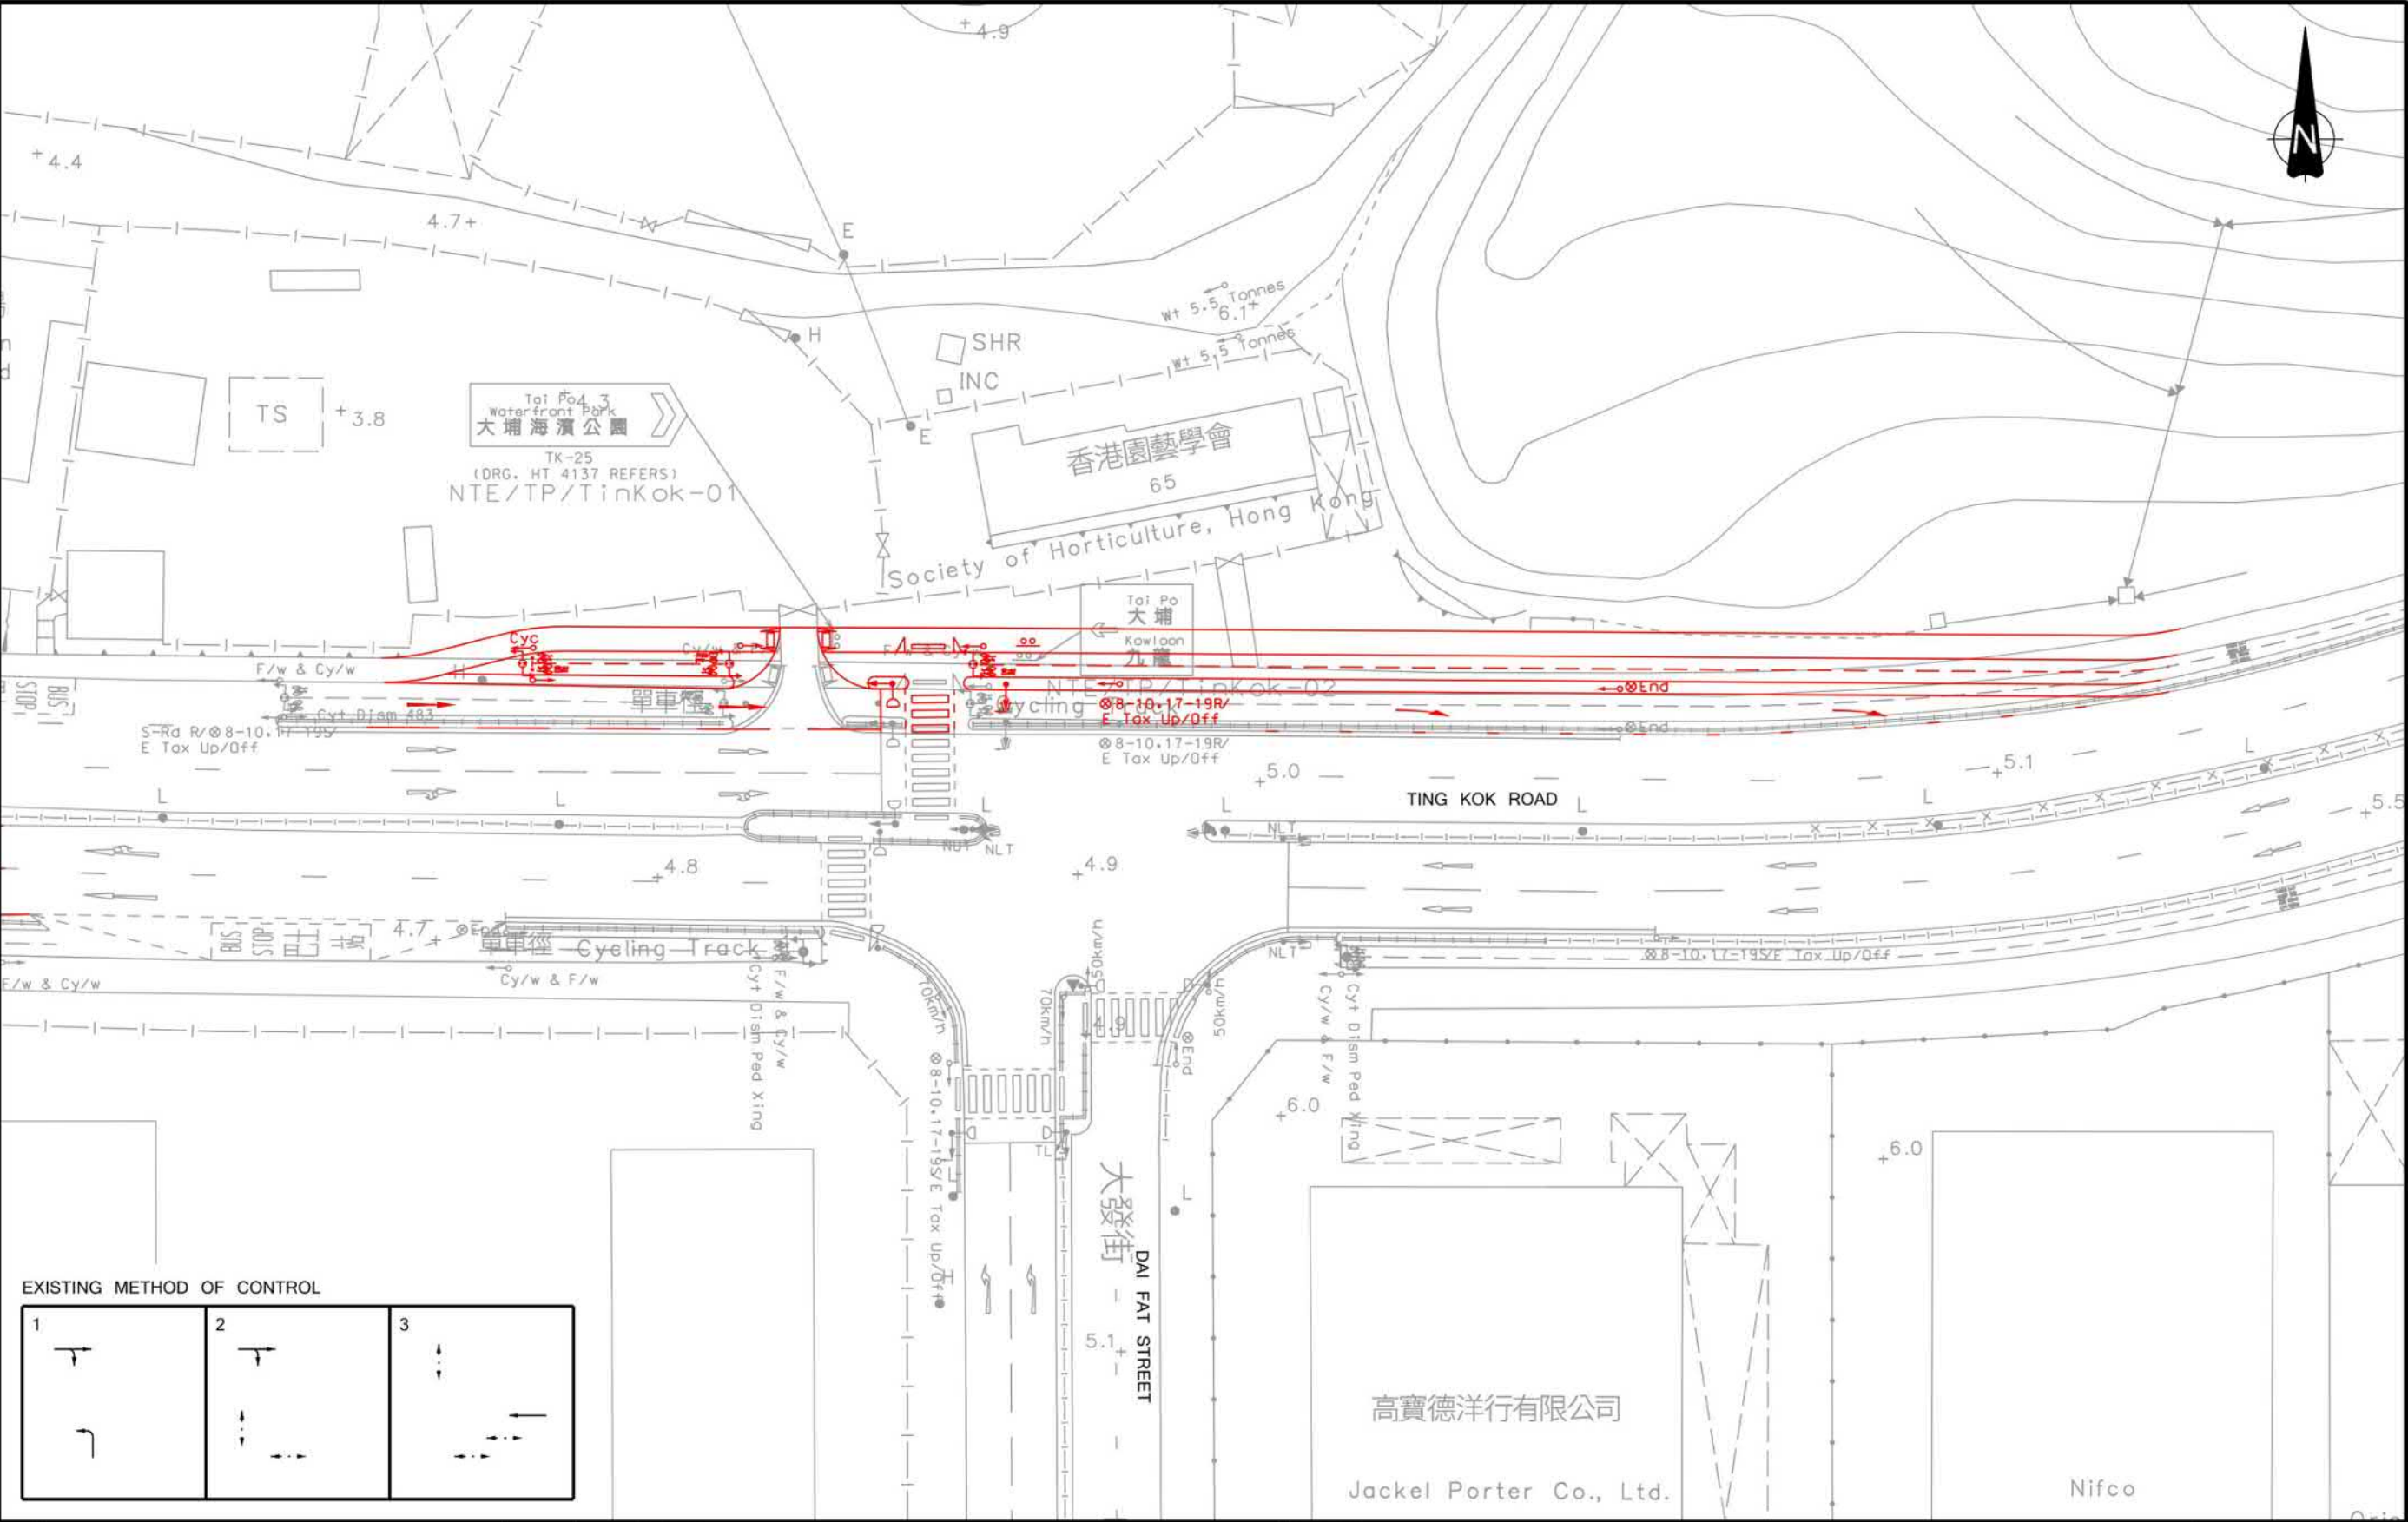 4.9
N
4.4
4.7
E
H
SHR
Wt 5.5 Tonnes
6.1
Wt 5.5 Tonnes
INC
TS
3.8
Tai Po
4.3
Waterfront Park
大埔海濱公園
E
香港園藝學會
65
TK-25
(DRG. HT 4137 REFERS)
NTE/TP/TinKok-01
Society of Horticulture, Hong Kong
Tai Po
大埔
Kowloon
九龍
Cyc
F/w & Cy/w
H
NTE/TP/TinKok-02
End
BUS
STOP
單車徑
Cycling
8-10.17-19R/
E Tax Up/Off
Cyt Dism 483
S-Rd R/⊗8-10.17-19S/
E Tax Up/Off
End
⊗8-10.17-19R/
E Tax Up/Off
5.0
5.1
L
L
L
L
L
L
L
TING KOK ROAD
5.5
NLT
NLT
4.8
4.9
BUS
STOP
4.7
⊗End
單車徑
Cycling Track
NLT
⊗8-10.17-19S/E Tax Up/Off
F/w & Cy/w
Cy/w & F/w
Cyt Dism Ped Xing
F/w & Cy/w
70km/h
70km/h
50km/h
50km/h
4.9
⊗End
Cy/w & F/w
Cyt Dism Ped Xing
⊗8-10.17-19S/E Tax Up/Off
6.0
6.0
TL
L
大發街
DAI FAT STREET
5.1
EXISTING METHOD OF CONTROL
1
2
3
高寶德洋行有限公司
Jackel Porter Co., Ltd.
Nifco